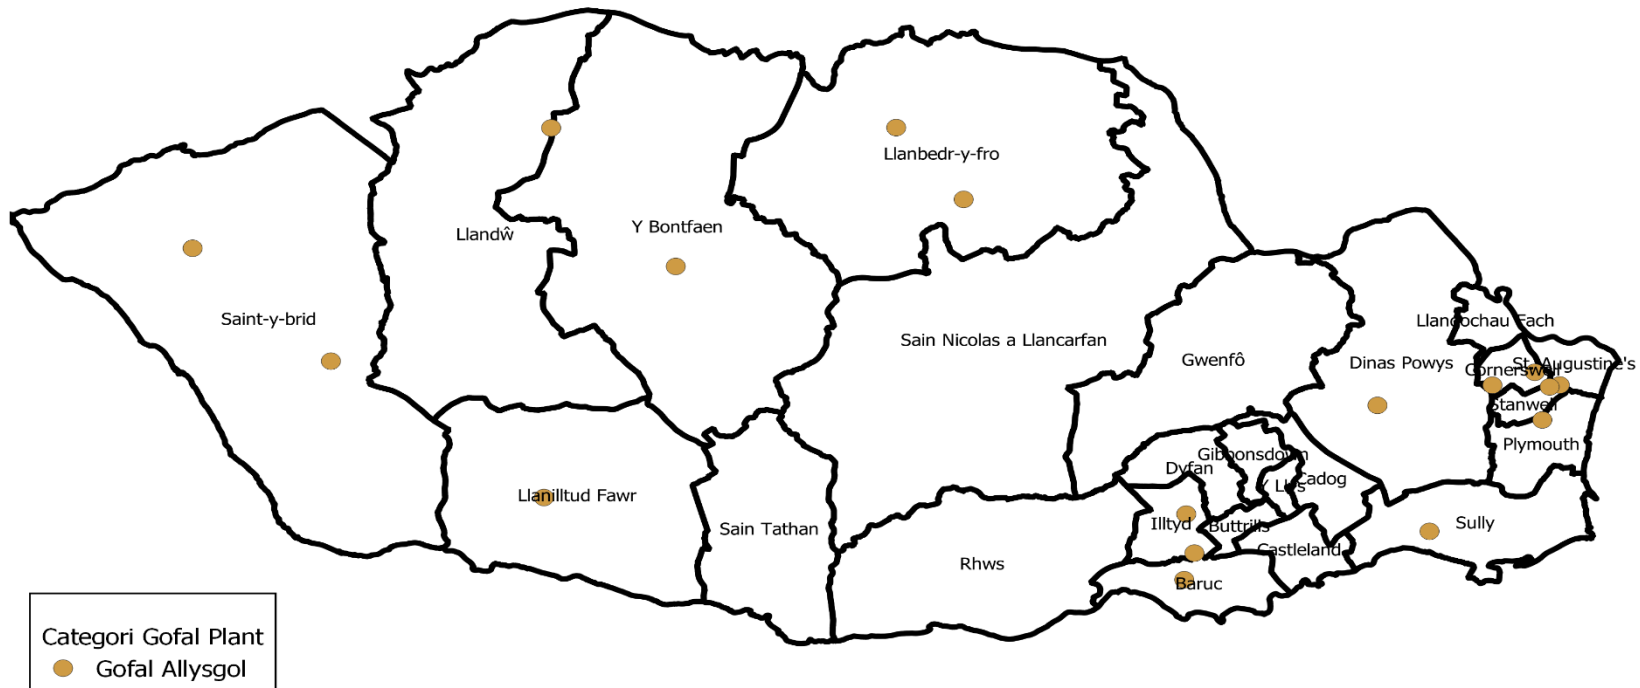 Llanbedr-y-fro
Y Bontfaen
Llandŵ
Saint-y-brid
Llandochau Fach
Sain Nicolas a Llancarfan
Gwenfô
Dinas Powys
St. Augustine's
Cornerswell
Stanwell
Plymouth
Gibbonsdown
Dyfan
Y Llys
Cadog
Llanilltud Fawr
Sain Tathan
Illtyd
Buttrills
Sully
Castleland
Rhws
Baruc
Categori Gofal Plant
Gofal Allysgol